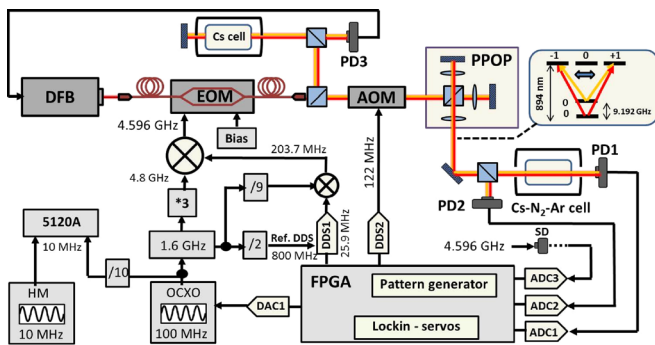 Cs cell
PD3
PPOP
-1 0 +1
894 nm
0
0
9.192 GHz
DFB
EOM
AOM
4.596 GHz
Bias
203.7 MHz
122 MHz
PD1
PD2
Cs-N₂-Ar cell
4.8 GHz
*3
/9
5120A
10 MHz
1.6 GHz
/2
Ref. DDS
800 MHz
DDS1
25.9 MHz
DDS2
4.596 GHz
SD
/10
HM
10 MHz
OCXO
100 MHz
DAC1
FPGA
Pattern generator
Lockin - servos
ADC3
ADC2
ADC1